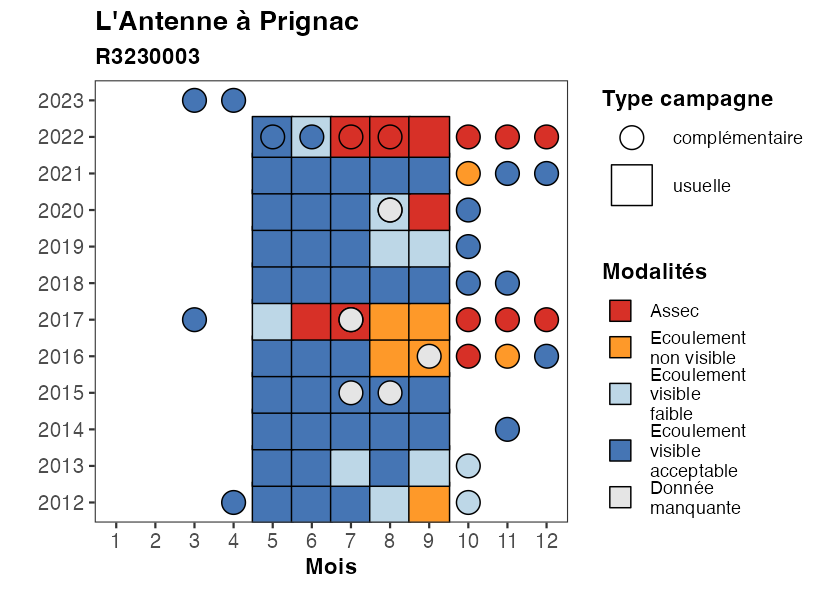 L'Antenne à Prignac
R3230003
2023
2022
2021
2020
2019
2018
2017
2016
2015
2014
2013
2012
1 2 3 4 5 6 7 8 9 10 11 12
Mois
Type campagne
complémentaire
usuelle
Modalités
Assec
Ecoulement
non visible
Ecoulement
visible
faible
Ecoulement
visible
acceptable
Donnée
manquante